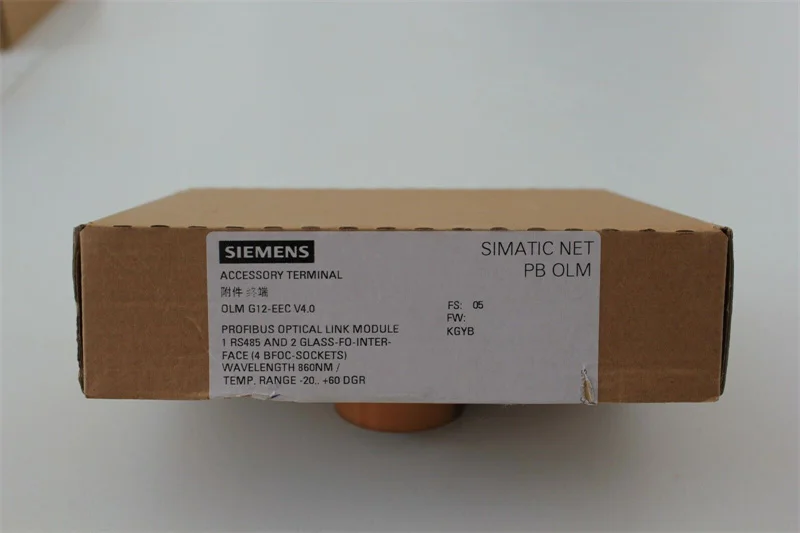 SIEMENS
SIMATIC NET
PB OLM
ACCESSORY TERMINAL
附件 终端
OLM G12-EEC V4.0
FS: 05
FW:
KGYB
PROFIBUS OPTICAL LINK MODULE
1 RS485 AND 2 GLASS-FO-INTER-
FACE (4 BFOC-SOCKETS)
WAVELENGTH 860NM /
TEMP. RANGE -20.. +60 DGR